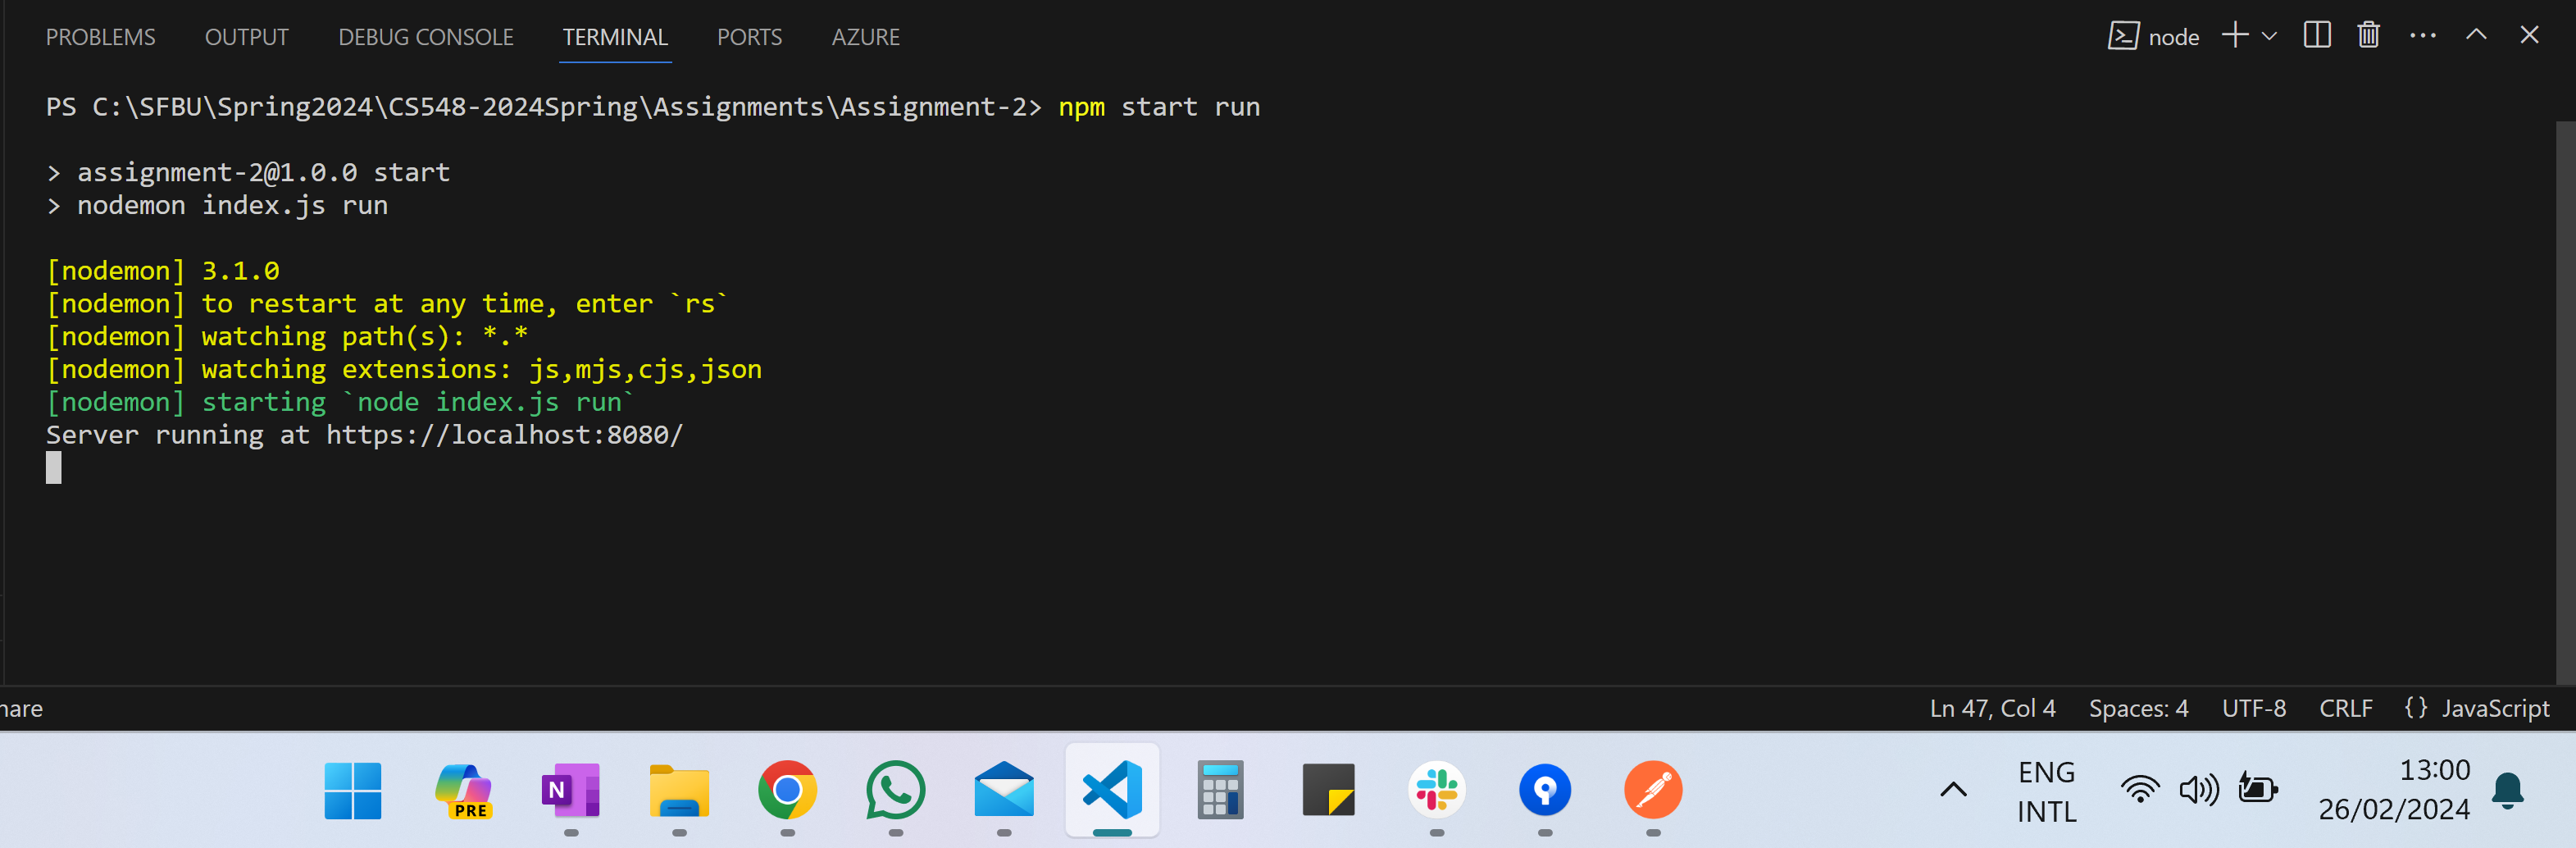 PROBLEMS OUTPUT DEBUG CONSOLE TERMINAL PORTS AZURE node
PS C:\SFBU\Spring2024\CS548-2024Spring\Assignments\Assignment-2> npm start run
> assignment-2@1.0.0 start
> nodemon index.js run
[nodemon] 3.1.0
[nodemon] to restart at any time, enter `rs`
[nodemon] watching path(s): *.*
[nodemon] watching extensions: js,mjs,cjs,json
[nodemon] starting `node index.js run`
Server running at https://localhost:8080/
hare Ln 47, Col 4 Spaces: 4 UTF-8 CRLF {} JavaScript
PRE
N
ENG
INTL
13:00
26/02/2024